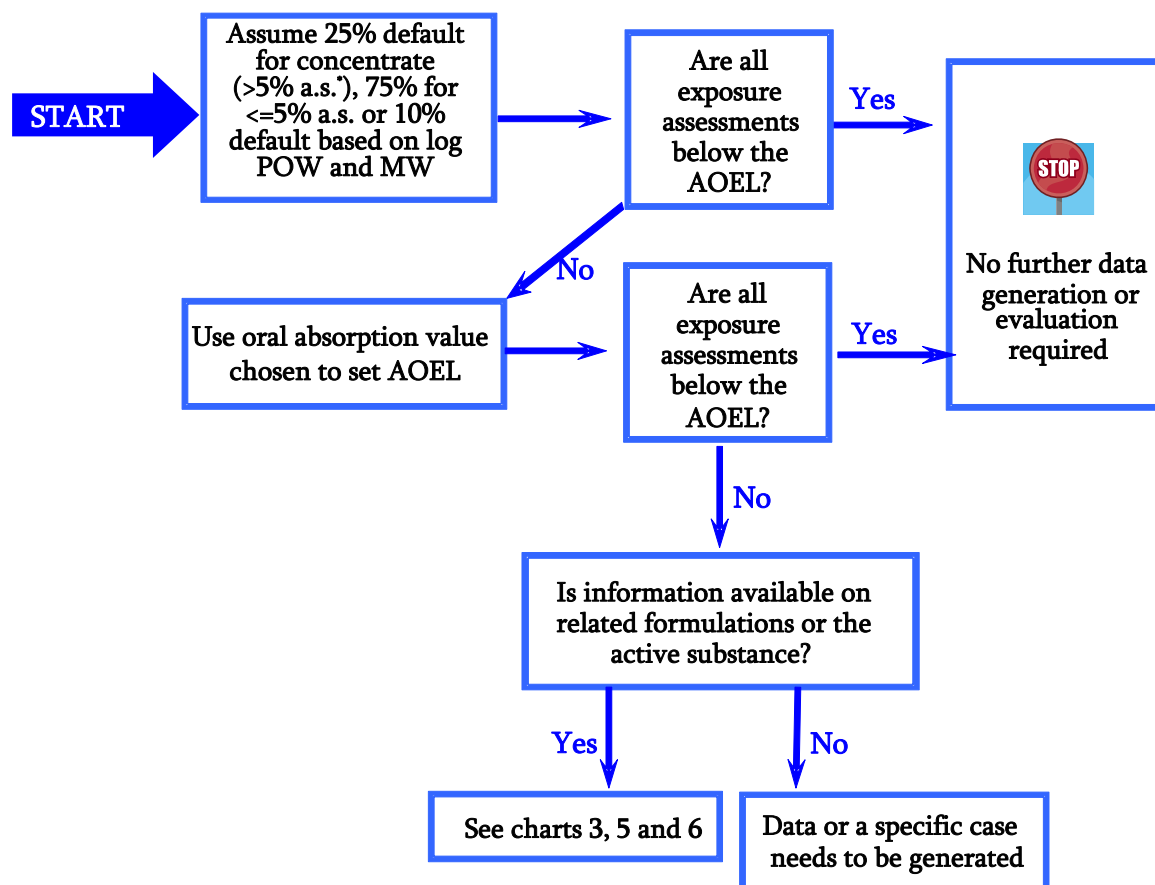 START
Assume 25% default
for concentrate
(>5% a.s.*), 75% for
<=5% a.s. or 10%
default based on log
POW and MW
Are all
exposure
assessments
below the
AOEL?
Yes
STOP
No further data
generation or
evaluation
required
No
Use oral absorption value
chosen to set AOEL
Are all
exposure
assessments
below the
AOEL?
Yes
No
Is information available on
related formulations or the
active substance?
Yes
No
See charts 3, 5 and 6
Data or a specific case
needs to be generated